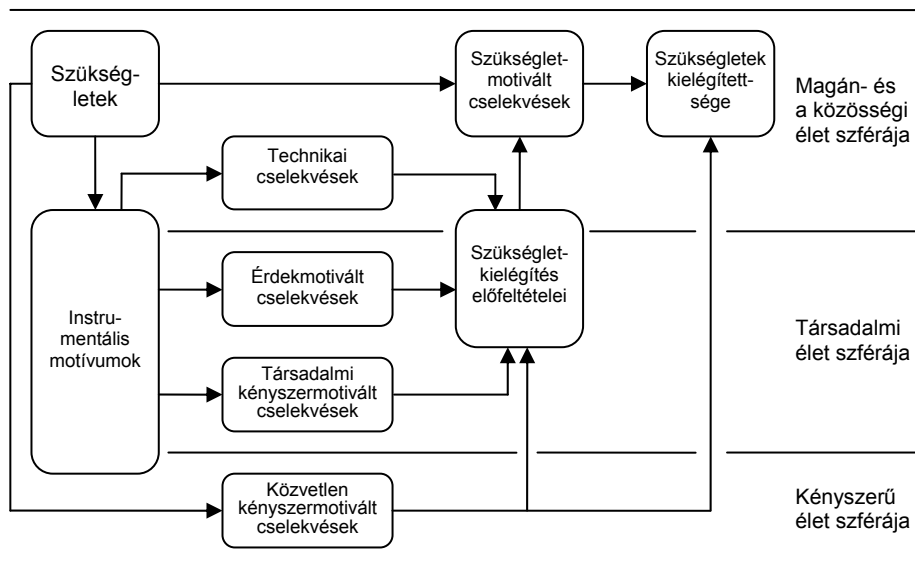 Szükség-
letek
Szükséglet-
motivált
cselekvések
Szükségletek
kielégített-
sége
Magán- és
a közösségi
élet szférája
Technikai
cselekvések
Instru-
mentális
motívumok
Érdekmotivált
cselekvések
Szükséglet-
kielégítés
előfeltételei
Társadalmi
élet szférája
Társadalmi
kényszermotivált
cselekvések
Közvetlen
kényszermotivált
cselekvések
Kényszerű
élet szférája